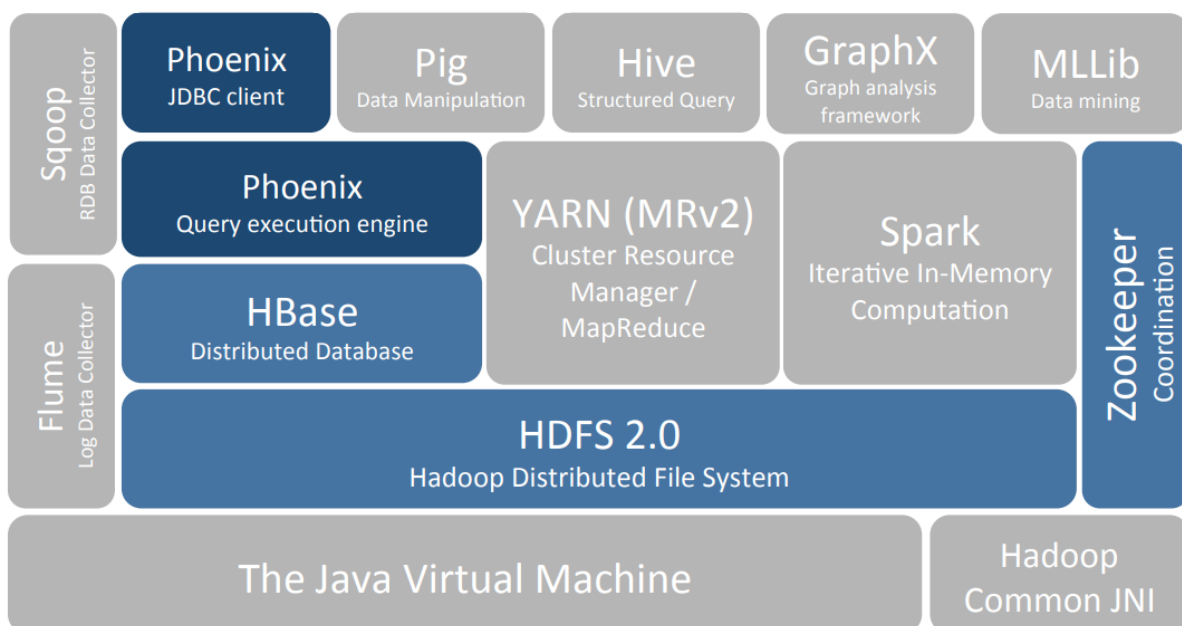 Sqoop
RDB Data Collector
Phoenix
JDBC client
Pig
Data Manipulation
Hive
Structured Query
GraphX
Graph analysis
framework
MLLib
Data mining
Phoenix
Query execution engine
YARN (MRv2)
Cluster Resource
Manager /
MapReduce
Spark
Iterative In-Memory
Computation
Zookeeper
Coordination
Flume
Log Data Collector
HBase
Distributed Database
HDFS 2.0
Hadoop Distributed File System
The Java Virtual Machine
Hadoop
Common JNI